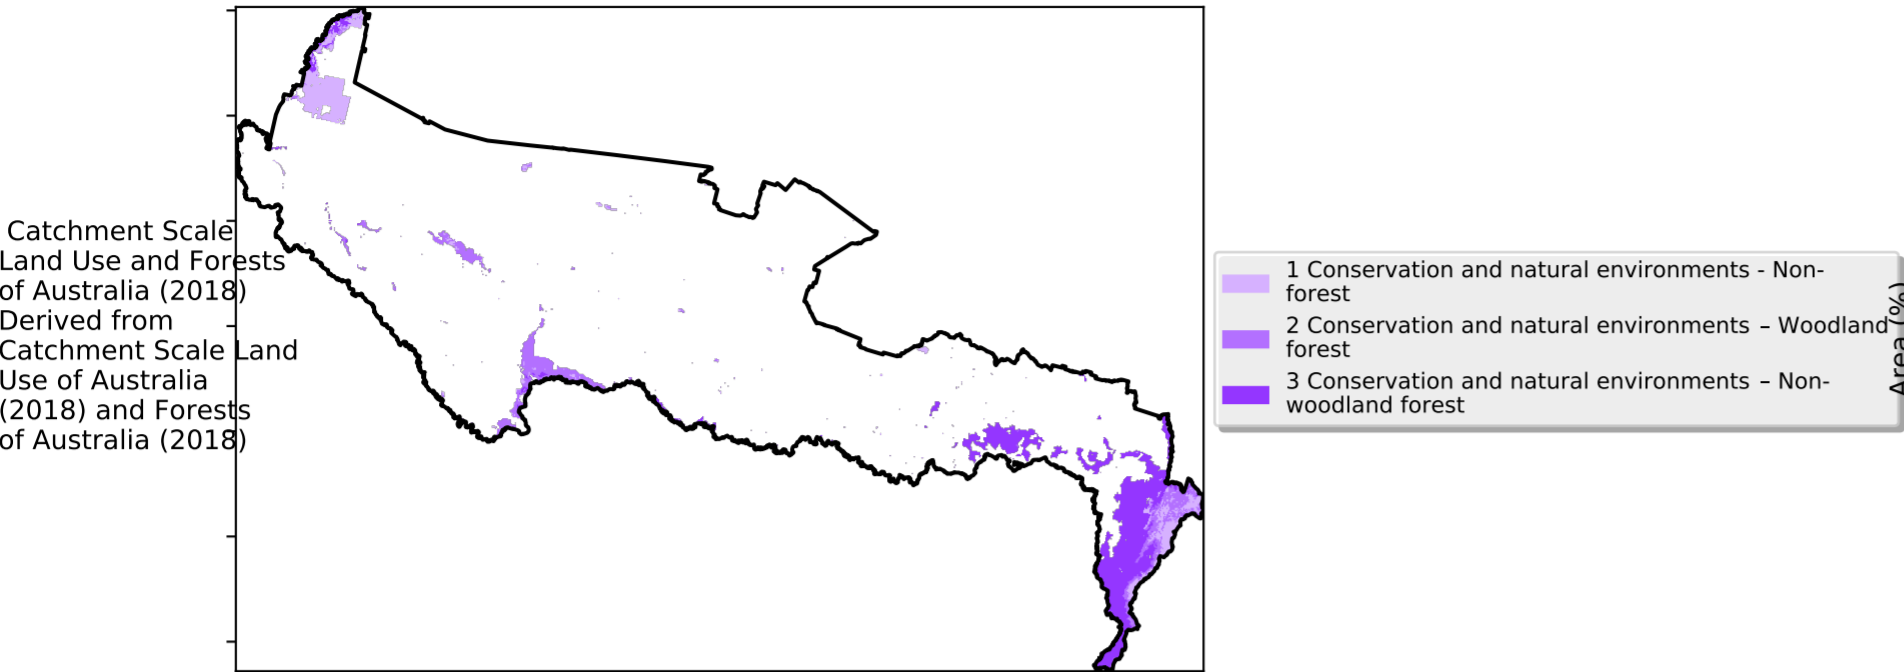 Catchment Scale
Land Use and Forests
of Australia (2018)
Derived from
Catchment Scale Land
Use of Australia
(2018) and Forests
of Australia (2018)
1 Conservation and natural environments - Non-
forest
2 Conservation and natural environments – Woodland
forest
3 Conservation and natural environments – Non-
woodland forest
Area (%)